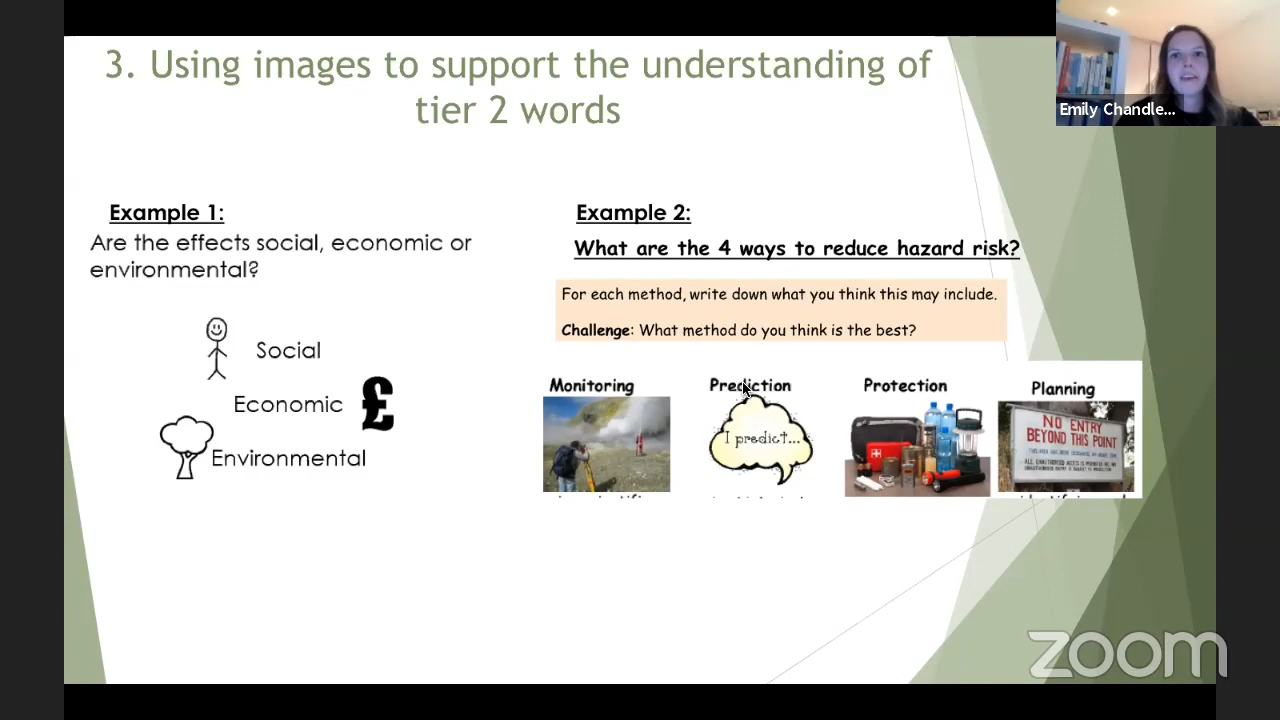 3. Using images to support the understanding of
tier 2 words
Emily Chandle...
Example 1:
Are the effects social, economic or
environmental?
Social
Economic £
Environmental
Example 2:
What are the 4 ways to reduce hazard risk?
For each method, write down what you think this may include.
Challenge: What method do you think is the best?
Monitoring
Prediction
I predict...
Protection
Planning
NO ENTRY
BEYOND THIS POINT
zoom